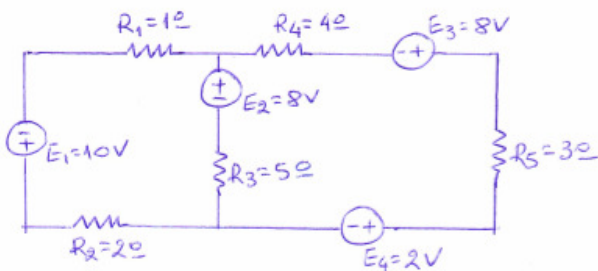 R₁=1Ω
R₄=4Ω
-+
E₃=8V
+-
E₂=8V
-+
E₁=10V
R₃=5Ω
R₅=3Ω
R₂=2Ω
-+
E₄=2V